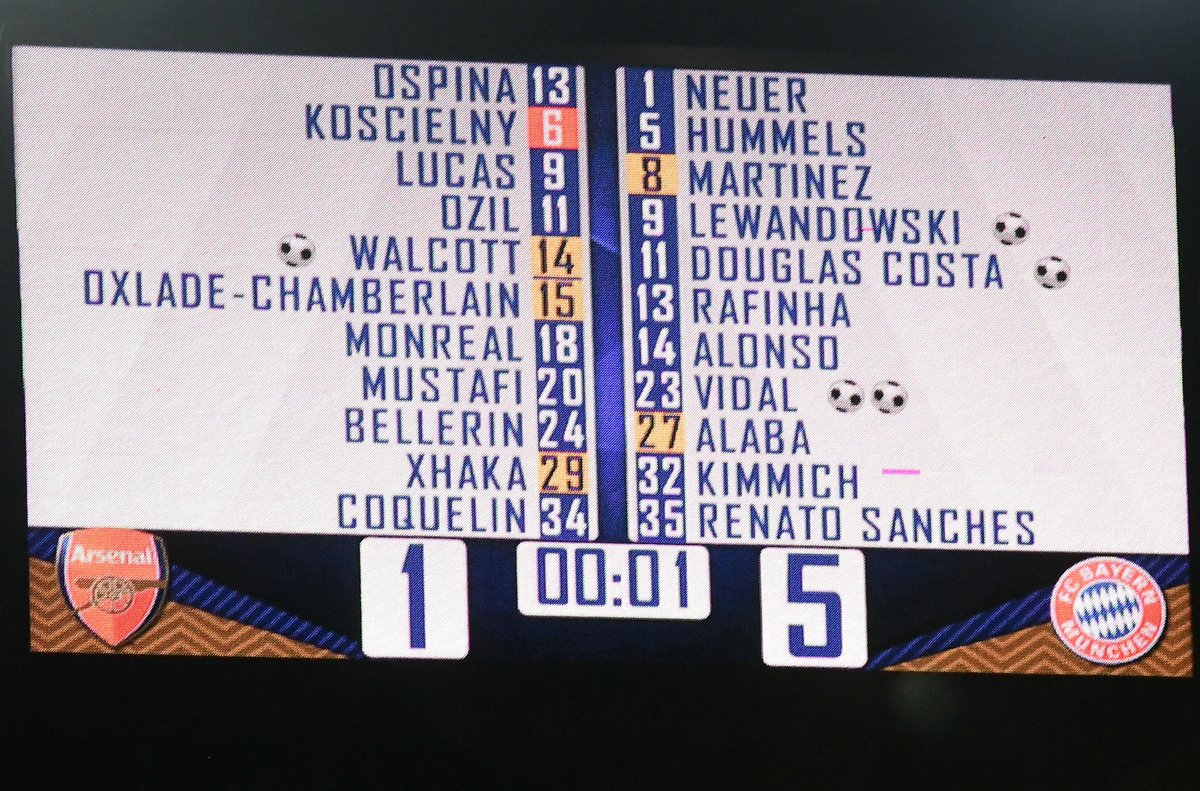 OSPINA 13 1 NEUER
KOSCIELNY 6 5 HUMMELS
LUCAS 9 8 MARTINEZ
OZIL 11 9 LEWANDOWSKI
WALCOTT 14 11 DOUGLAS COSTA
OXLADE-CHAMBERLAIN 15 13 RAFINHA
MONREAL 18 14 ALONSO
MUSTAFI 20 23 VIDAL
BELLERIN 24 27 ALABA
XHAKA 29 32 KIMMICH
COQUELIN 34 35 RENATO SANCHES
Arsenal 1 00:01 5 FC BAYERN MÜNCHEN